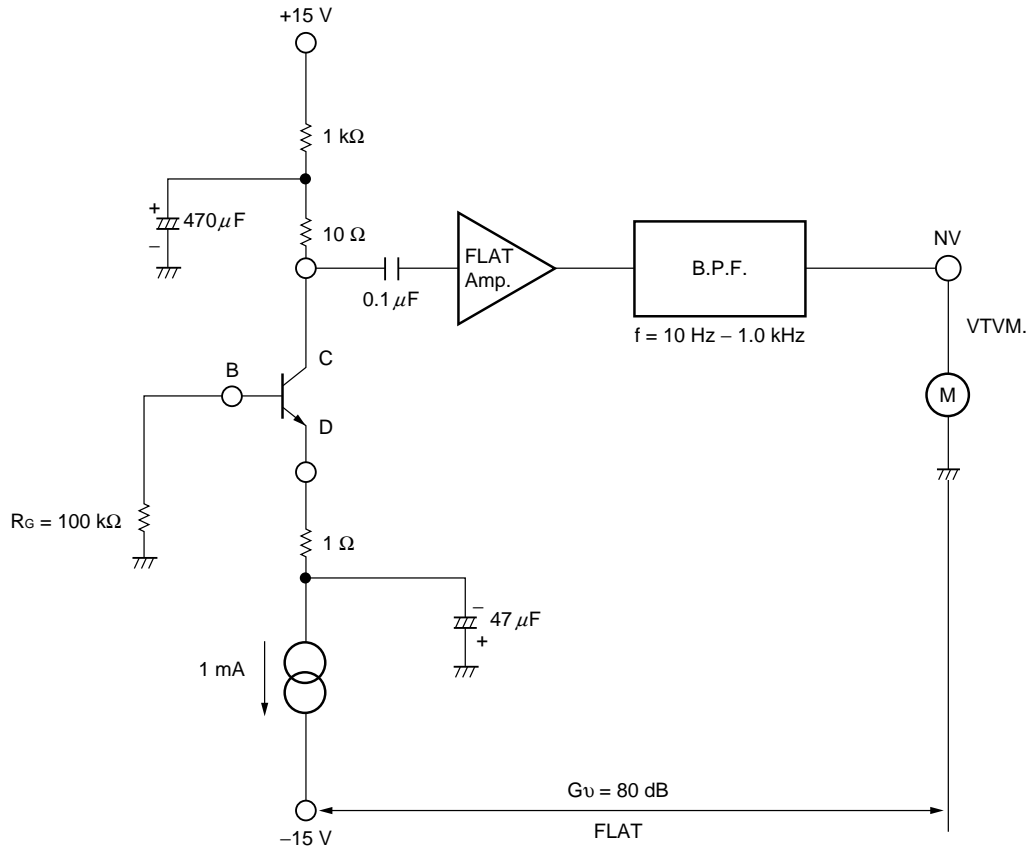 +15 V
1 kΩ
+
470 μF
–
10 Ω
0.1 μF
FLAT
Amp.
B.P.F.
f = 10 Hz – 1.0 kHz
NV
VTVM.
M
C
B
D
RG = 100 kΩ
1 Ω
–
47 μF
+
1 mA
–15 V
Gυ = 80 dB
FLAT